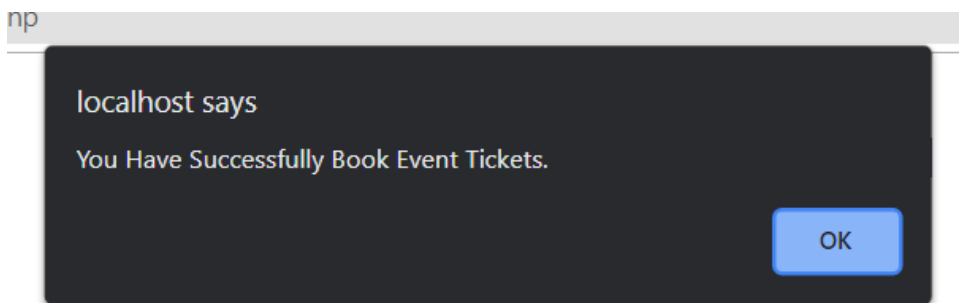 np
localhost says
You Have Successfully Book Event Tickets.
OK